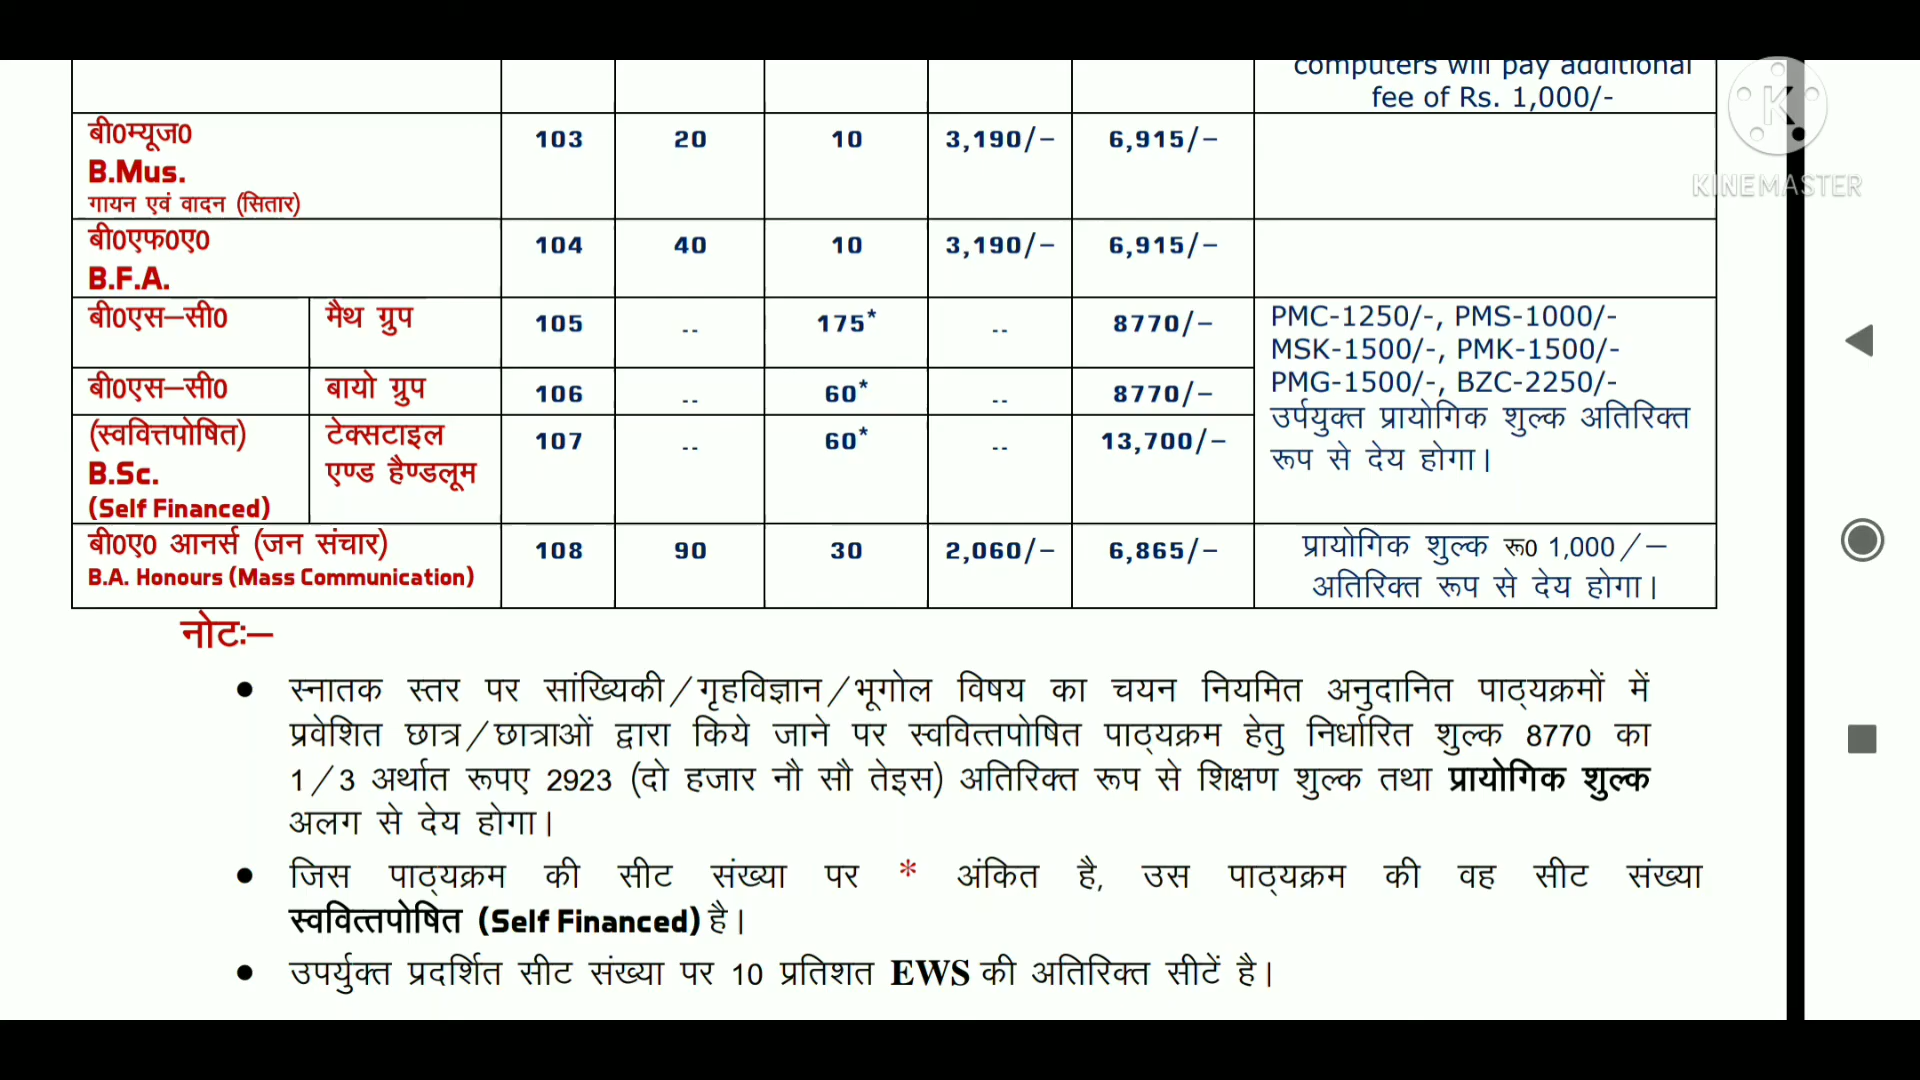 computers will pay additional
fee of Rs. 1,000/-
बी0म्यूज0
B.Mus.
गायन एवं वादन (सितार)
103 20 10 3,190/– 6,915/–
बी0एफ0ए0
B.F.A.
104 40 10 3,190/– 6,915/–
बी0एस–सी0 मैथ ग्रुप 105 -- 175* -- 8770/–
बी0एस–सी0 बायो ग्रुप 106 -- 60* -- 8770/–
(स्ववित्तपोषित)
B.Sc.
(Self Financed)
टेक्सटाइल
एण्ड हैण्डलूम
107 -- 60* -- 13,700/–
PMC-1250/-, PMS-1000/-
MSK-1500/-, PMK-1500/-
PMG-1500/-, BZC-2250/-
उर्पयुक्त प्रायोगिक शुल्क अतिरिक्त
रूप से देय होगा।
बी0ए0 आनर्स (जन संचार)
B.A. Honours (Mass Communication)
108 90 30 2,060/– 6,865/–
प्रायोगिक शुल्क रू0 1,000/–
अतिरिक्त रूप से देय होगा।
नोटः–
● स्नातक स्तर पर सांख्यिकी/गृहविज्ञान/भूगोल विषय का चयन नियमित अनुदानित पाठ्यक्रमों में
प्रवेशित छात्र/छात्राओं द्वारा किये जाने पर स्ववित्तपोषित पाठ्यक्रम हेतु निर्धारित शुल्क 8770 का
1/3 अर्थात रूपए 2923 (दो हजार नौ सौ तेइस) अतिरिक्त रूप से शिक्षण शुल्क तथा प्रायोगिक शुल्क
अलग से देय होगा।
● जिस पाठ्यक्रम की सीट संख्या पर * अंकित है, उस पाठ्यक्रम की वह सीट संख्या
स्ववित्तपोषित (Self Financed) है।
● उपर्युक्त प्रदर्शित सीट संख्या पर 10 प्रतिशत EWS की अतिरिक्त सीटें है।
K
KINEMASTER